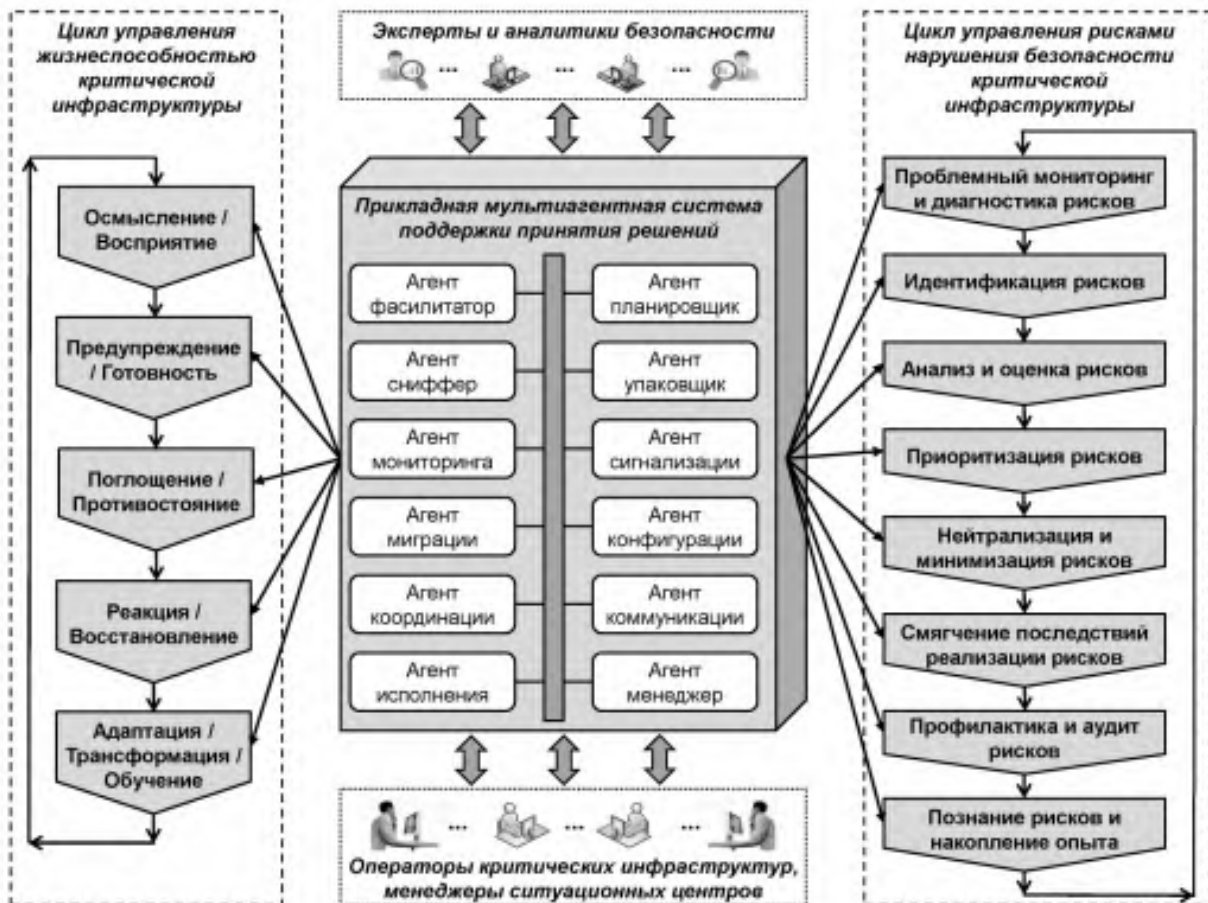 Цикл управления
жизнеспособностью
критической
инфраструктуры
Осмысление /
Восприятие
Предупреждение
/ Готовность
Поглощение /
Противостояние
Реакция /
Восстановление
Адаптация /
Трансформация /
Обучение
Эксперты и аналитики безопасности
... ... ...
Прикладная мультиагентная система
поддержки принятия решений
Агент
фасилитатор
Агент
планировщик
Агент
сниффер
Агент
упаковщик
Агент
мониторинга
Агент
сигнализации
Агент
миграции
Агент
конфигурации
Агент
координации
Агент
коммуникации
Агент
исполнения
Агент
менеджер
... ... ...
Операторы критических инфраструктур,
менеджеры ситуационных центров
Цикл управления рисками
нарушения безопасности
критической
инфраструктуры
Проблемный мониторинг
и диагностика рисков
Идентификация рисков
Анализ и оценка рисков
Приоритизация рисков
Нейтрализация и
минимизация рисков
Смягчение последствий
реализации рисков
Профилактика и аудит
рисков
Познание рисков и
накопление опыта